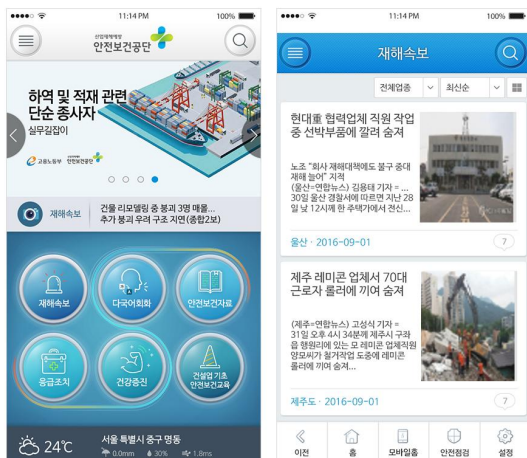 11:14 PM
100%
산업재해예방
안전보건공단
하역 및 적재 관련
단순 종사자
실무길잡이
고용노동부 안전보건공단
재해속보
건물 리모델링 중 붕괴 3명 매몰...
추가 붕괴 우려 구조 지연(종합2보)
재해속보
다국어회화
안전보건자료
응급조치
건강증진
건설업 기초
안전보건교육
24℃
서울 특별시 중구 명동
0.0mm 30% 1.8ms
11:14 PM
100%
재해속보
전체업종
최신순
현대重 협력업체 직원 작업
중 선박부품에 깔려 숨져
노조 "회사 재해대책에도 불구 중대
재해 늘어" 지적
(울산=연합뉴스) 김용태 기자 = ...
30일 울산 경찰서에 따르면 지난 28
일 낮 12시께 한 주택가에서 전신...
울산 · 2016-09-01
7
제주 레미콘 업체서 70대
근로자 롤러에 끼여 숨져
(제주=연합뉴스) 고성식 기자 =
31일 오후 4시 34분께 제주시 구좌
읍 행원리에 있는 모 레미콘 업체직원
양모씨가 철거작업 도중에 레미콘
롤러에 끼여 숨져...
제주도 · 2016-09-01
7
이전
홈
모바일홈
안전점검
설정